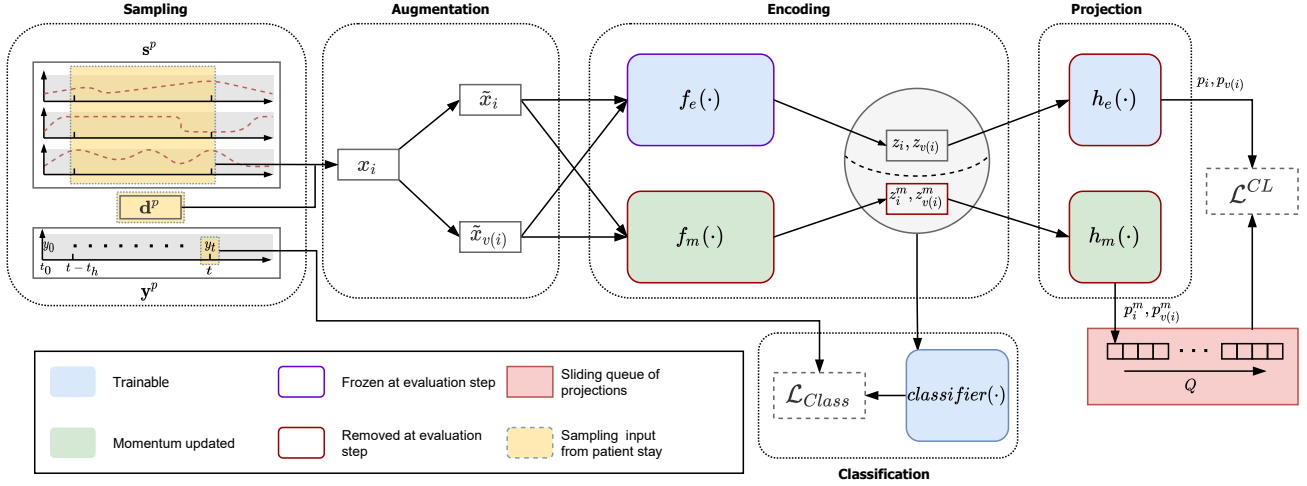 Sampling
Augmentation
Encoding
Projection
s^p
d^p
y_0
y_t
t_0
t − t_h
t
y^p
x_i
x̃_i
x̃_{v(i)}
f_e(·)
f_m(·)
z_i, z_{v(i)}
z_i^m, z_{v(i)}^m
h_e(·)
h_m(·)
p_i, p_{v(i)}
ℒ^{CL}
p_i^m, p_{v(i)}^m
Q
ℒ_{Class}
classifier(·)
Classification
Trainable
Frozen at evaluation step
Sliding queue of
projections
Momentum updated
Removed at evaluation
step
Sampling input
from patient stay